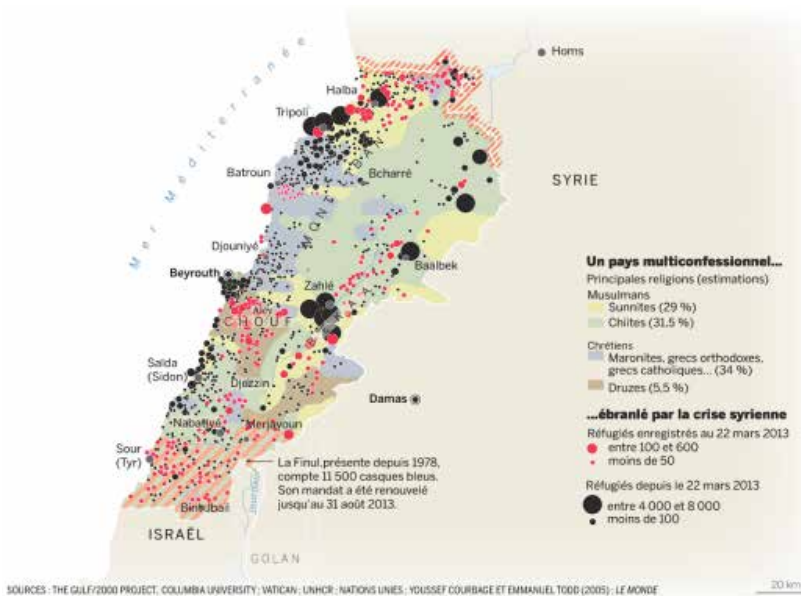 Mer Méditerranée
Homs
Halba
Tripoli
Batroun
Bcharré
SYRIE
MONT LIBAN
Djouniyé
Baalbek
Beyrouth
Zahlé
Aley
CHOUF
Saïda
(Sidon)
Djezzin
Damas
Nabatiyé
Merjayoun
Sour
(Tyr)
Bint Jbail
Jourdain
ISRAËL
GOLAN
La Finul, présente depuis 1978,
compte 11 500 casques bleus.
Son mandat a été renouvelé
jusqu'au 31 août 2013.
Un pays multiconfessionnel...
Principales religions (estimations)
Musulmans
Sunnites (29 %)
Chiites (31,5 %)
Chrétiens
Maronites, grecs orthodoxes,
grecs catholiques... (34 %)
Druzes (5,5 %)
...ébranlé par la crise syrienne
Réfugiés enregistrés au 22 mars 2013
entre 100 et 600
moins de 50
Réfugiés depuis le 22 mars 2013
entre 4 000 et 8 000
moins de 100
20 km
SOURCES : THE GULF/2000 PROJECT, COLUMBIA UNIVERSITY ; VATICAN ; UNHCR ; NATIONS UNIES ; YOUSSEF COURBAGE ET EMMANUEL TODD (2005) ; LE MONDE